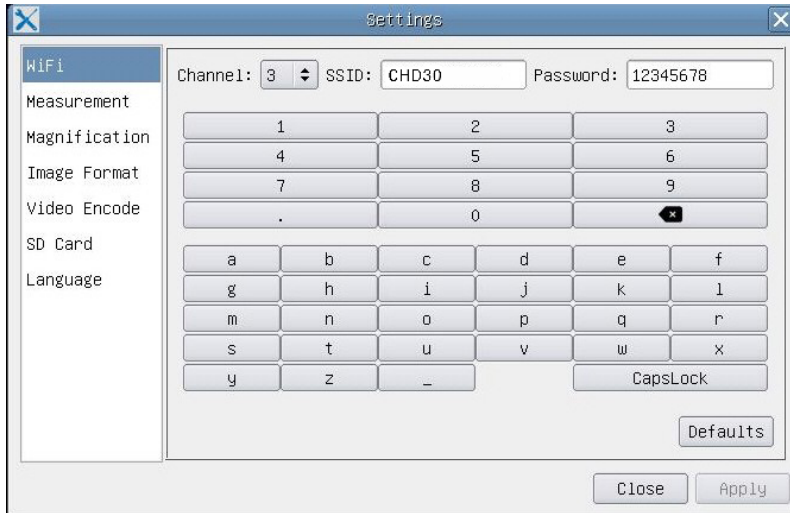 Settings
WiFi
Measurement
Magnification
Image Format
Video Encode
SD Card
Language
Channel: 3 SSID: CHD30 Password: 12345678
1 2 3
4 5 6
7 8 9
. 0
a b c d e f
g h i j k l
m n o p q r
s t u v w x
y z _ CapsLock
Defaults
Close Apply